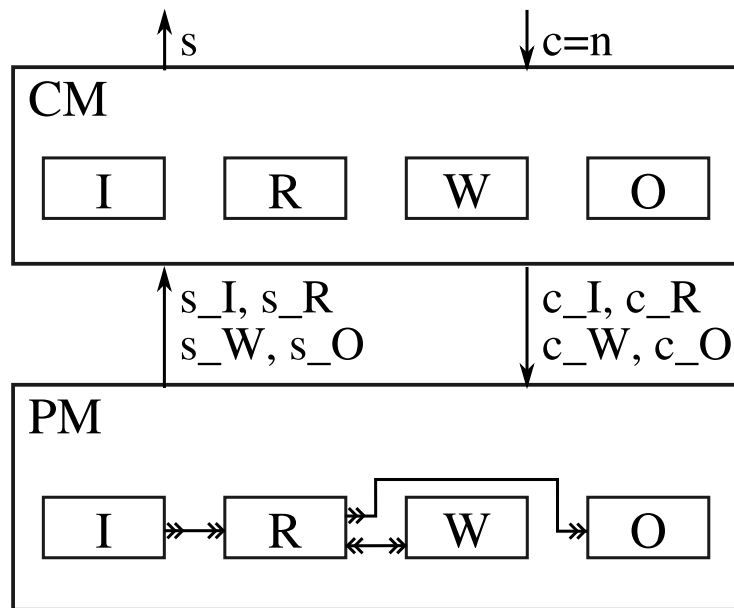 s
c=n
CM
I
R
W
O
s_I, s_R
s_W, s_O
c_I, c_R
c_W, c_O
PM
I
R
W
O